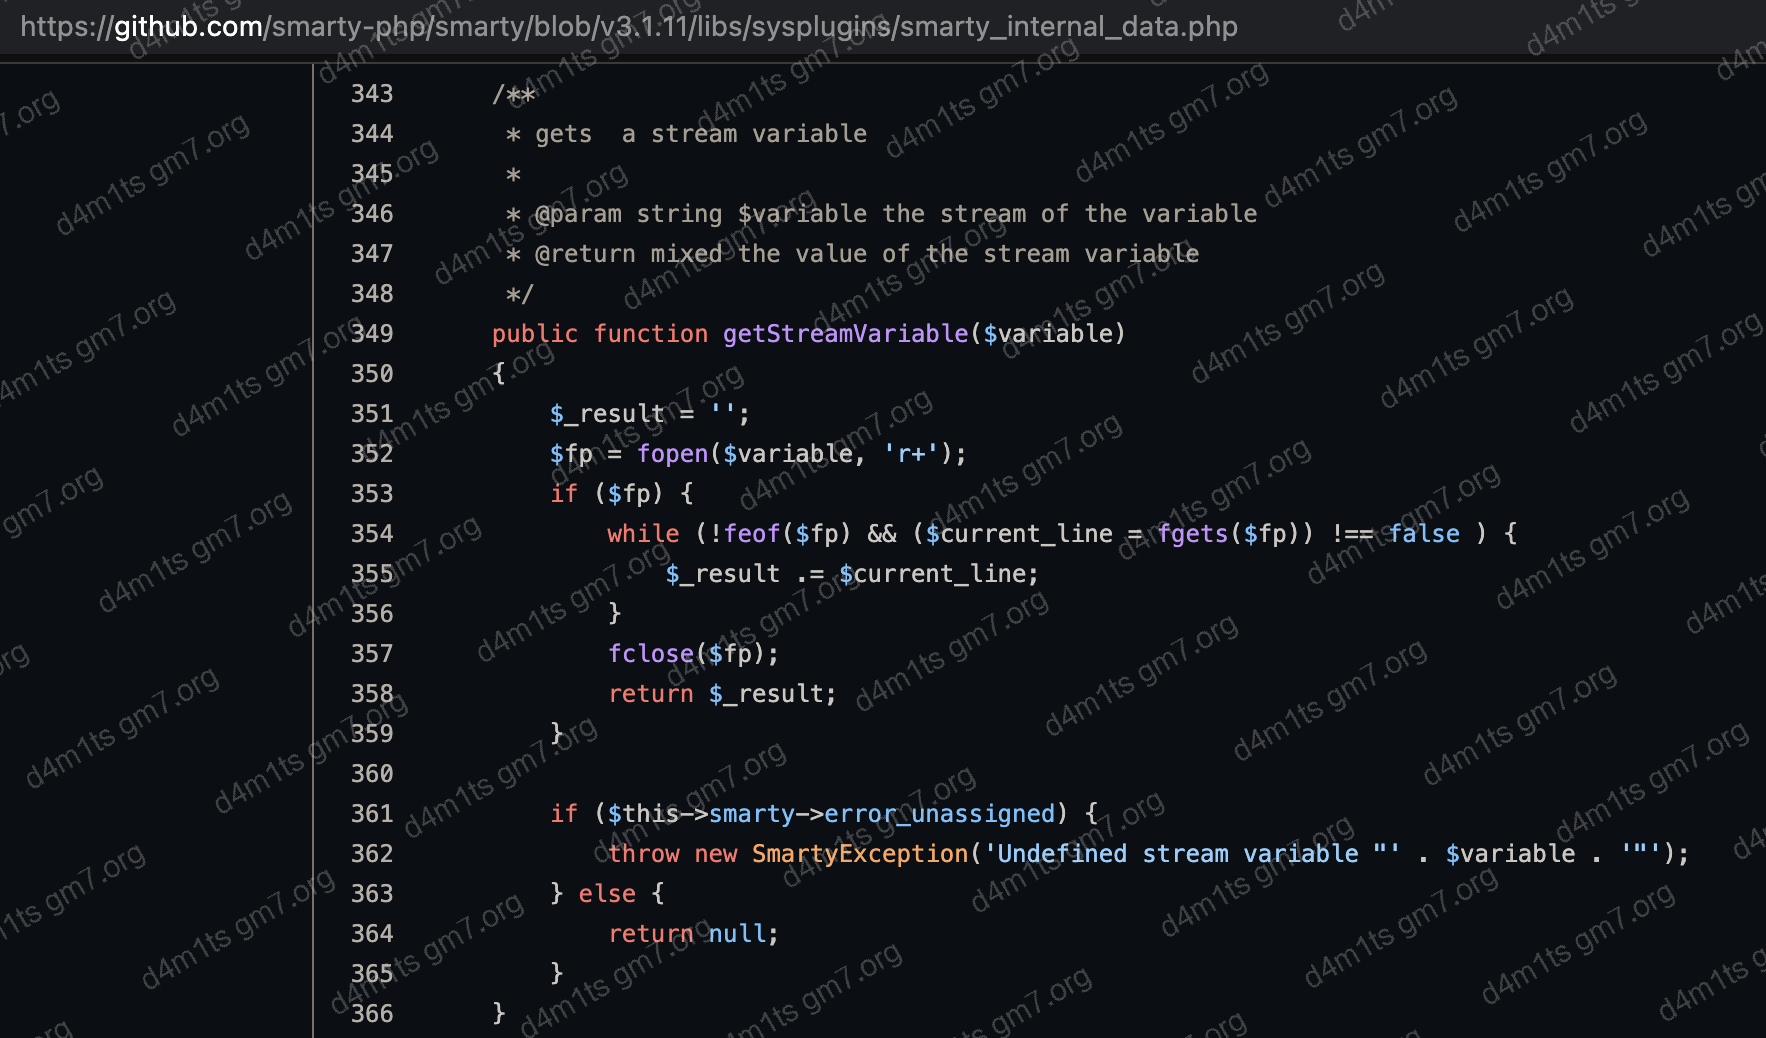 https://github.com/smarty-php/smarty/blob/v3.1.11/libs/sysplugins/smarty_internal_data.php
343 /**
344 * gets  a stream variable
345 *
346 * @param string $variable the stream of the variable
347 * @return mixed the value of the stream variable
348 */
349 public function getStreamVariable($variable)
350 {
351 $_result = '';
352 $fp = fopen($variable, 'r+');
353 if ($fp) {
354 while (!feof($fp) && ($current_line = fgets($fp)) !== false ) {
355 $_result .= $current_line;
356 }
357 fclose($fp);
358 return $_result;
359 }
360
361 if ($this->smarty->error_unassigned) {
362 throw new SmartyException('Undefined stream variable "' . $variable . '"');
363 } else {
364 return null;
365 }
366 }
d4m1ts gm7.org